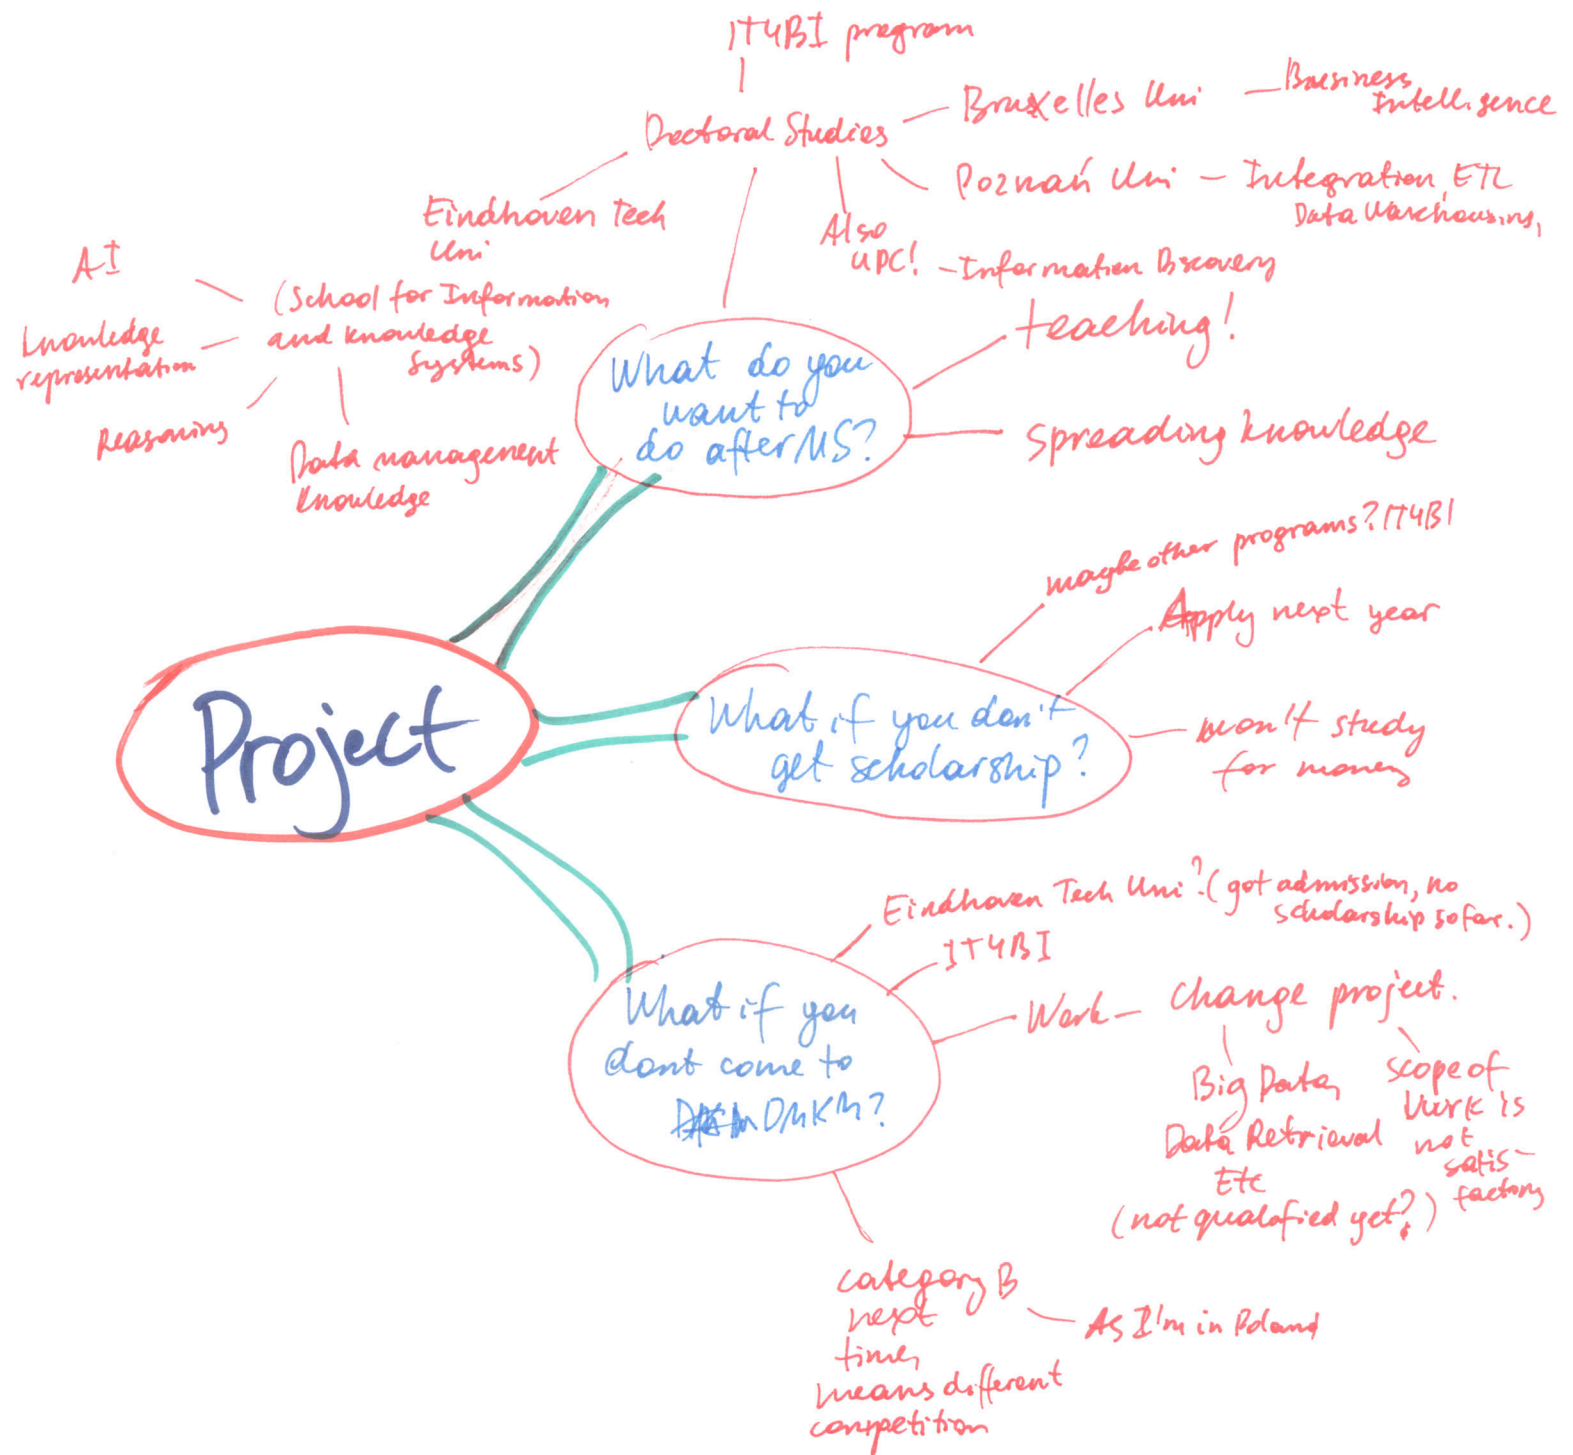 IT4BI program
Doctoral Studies
Bruxelles Uni
Business
Intelligence
Poznań Uni
Integration, ETL
Data Warehousing,
Also
UPC!
Information Discovery
Eindhoven Tech
Uni
(School for Information
and knowledge
Systems)
AI
Knowledge
representation
Reasoning
Data management
Knowledge
What do you
want to
do after MS?
teaching!
spreading knowledge
Project
What if you don't
get scholarship?
maybe other programs? IT4BI
Apply next year
won't study
for money
What if you
dont come to
DMKM?
Eindhoven Tech Uni? (got admission, no
scholarship so far.)
IT4BI
Work
Change project.
Big Data,
Data Retrieval
Etc
(not qualified yet?)
scope of
work is
not
satis-
factory
category B
next
time,
means different
competition
As I'm in Poland